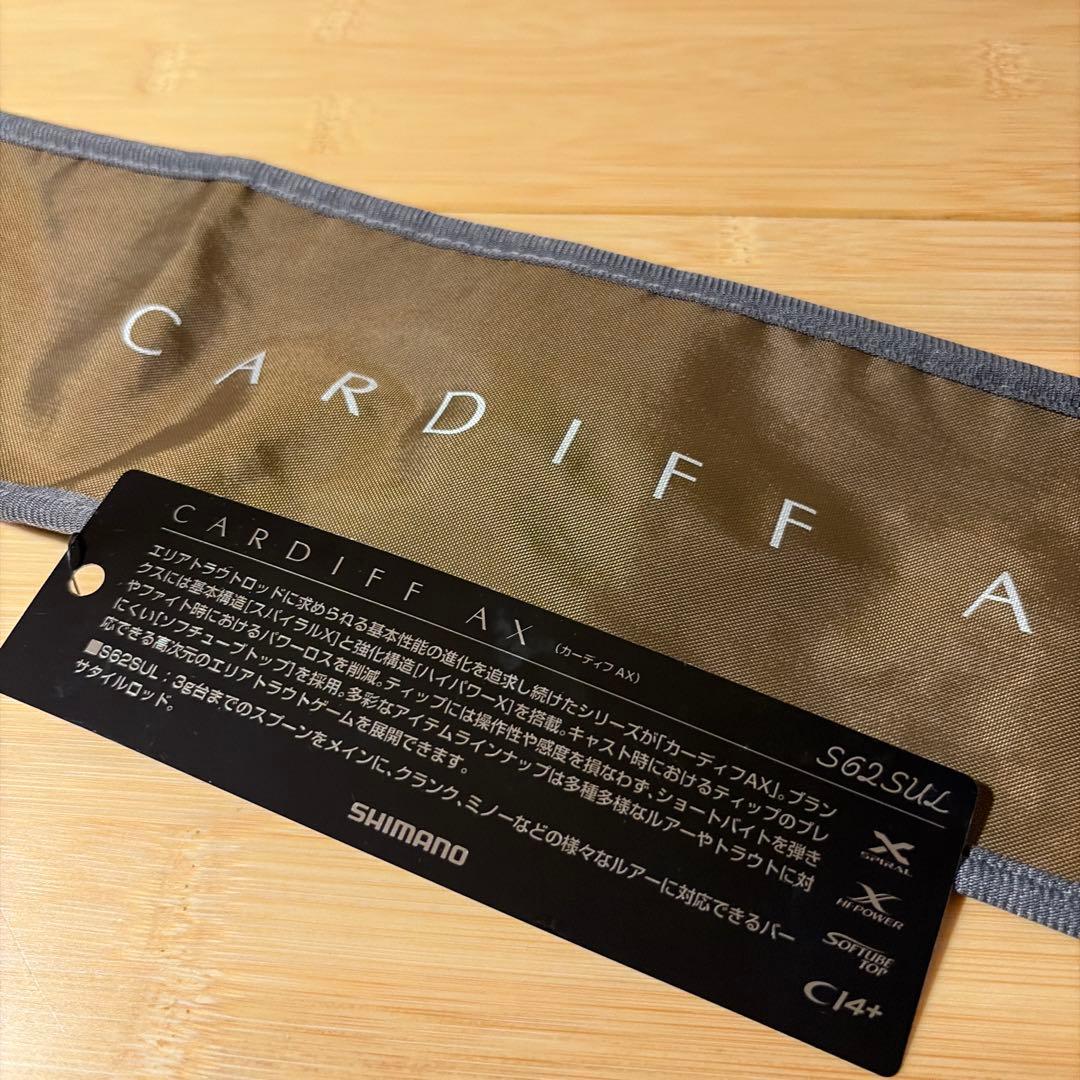 CARDIFF A
CARDIFF AX (カーディフAX) S62SUL
エリアトラウトロッドに求められる基本性能の進化を追求し続けたシリーズが「カーディフAX」。ブラン
クスには基本構造[スパイラルX]と強化構造[ハイパワーX]を搭載。キャスト時におけるティップのブレ
やファイト時におけるパワーロスを削減。ティップには操作性や感度を損なわず、ショートバイトを弾き
にくい[ソフチューブトップ]を採用。多彩なアイテムラインナップは多種多様なルアーやトラウトに対
応できる高次元のエリアトラウトゲームを展開できます。
■S62SUL：3g台までのスプーンをメインに、クランク、ミノーなどの様々なルアーに対応できるバー
サタイルロッド。
X SPIRAL
X HI-POWER
SOFTUBE TOP
CI4+
SHIMANO